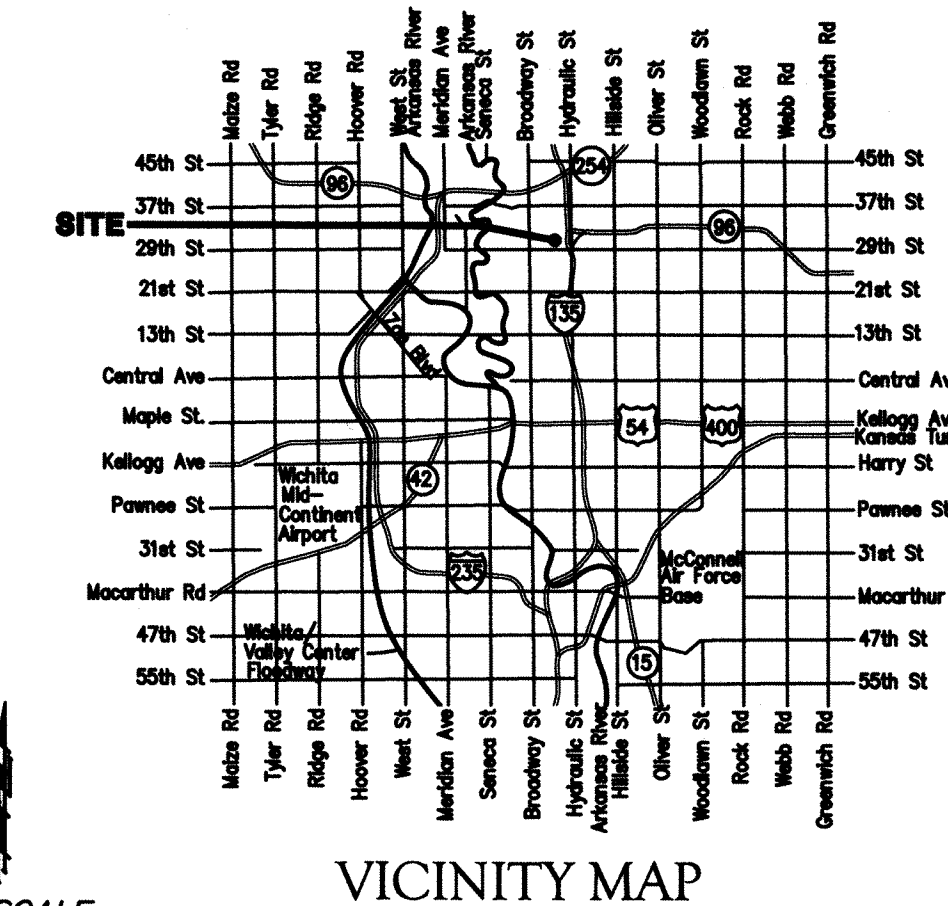 Maize Rd
Tyler Rd
Ridge Rd
Hoover Rd
West St
Arkansas River
Meridian Ave
Arkansas River
Seneca St
Broadway St
Hydraulic St
Hillside St
Oliver St
Woodlawn St
Rock Rd
Webb Rd
Greenwich Rd
45th St
254
45th St
96
37th St
37th St
SITE
96
29th St
29th St
21st St
21st St
135
13th St
Zoo Blvd
13th St
Central Ave
Central Av
Maple St.
54
400
Kellogg Av
Kansas Tu
Kellogg Ave
Harry St
Wichita
Mid-
Continent
Airport
42
Pawnee St
Pawnee St
31st St
31st St
235
McConnell
Air Force
Base
Macarthur Rd
Macarthur
47th St
Wichita/
Valley Center
Floodway
47th St
15
55th St
55th St
Maize Rd
Tyler Rd
Ridge Rd
Hoover Rd
West St
Meridian Ave
Seneca St
Broadway St
Hydraulic St
Arkansas River
Hillside St
Oliver St
Woodlawn St
Rock Rd
Webb Rd
Greenwich Rd
VICINITY MAP